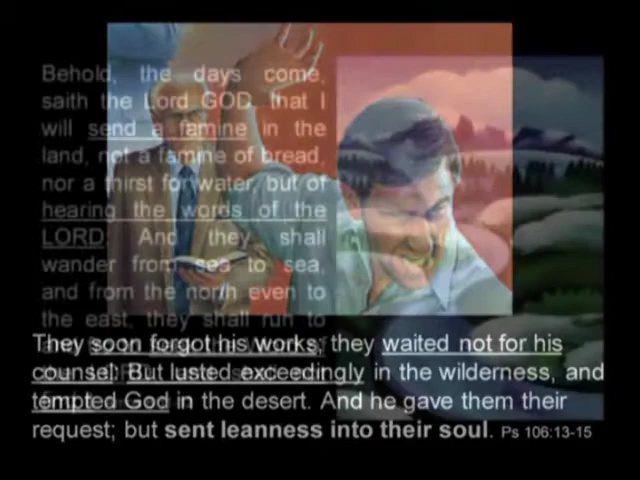 Behold, the days come,
saith the Lord GOD, that I
will send a famine in the
land, not a famine of bread,
nor a thirst for water, but of
hearing the words of the
LORD: And they shall
wander from sea to sea,
and from the north even to
the east, they shall run to
They soon forgot his works; they waited not for his
counsel: But lusted exceedingly in the wilderness, and
tempted God in the desert. And he gave them their
request; but sent leanness into their soul. Ps 106:13-15